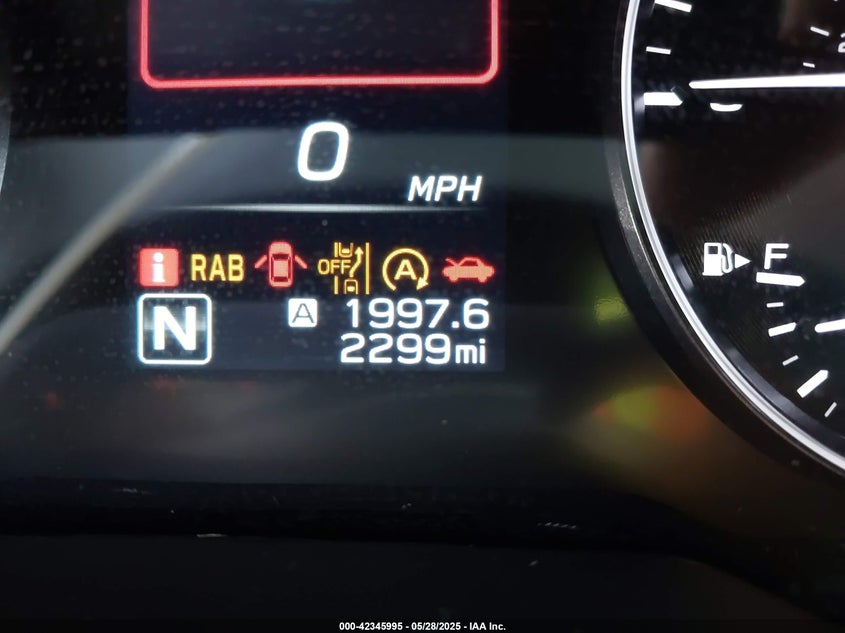 0
MPH
i RAB OFF A
N A 1997.6
2299mi
F
000-42345995 - 05/28/2025 - IAA Inc.